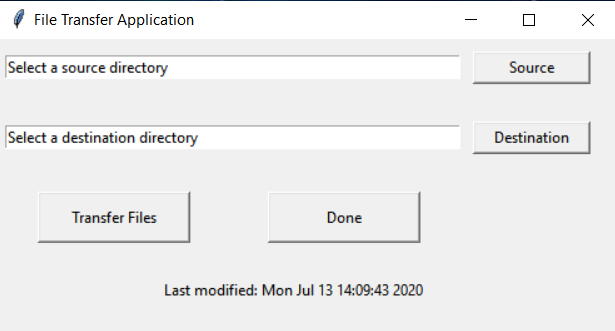 File Transfer Application
Select a source directory
Source
Select a destination directory
Destination
Transfer Files
Done
Last modified: Mon Jul 13 14:09:43 2020